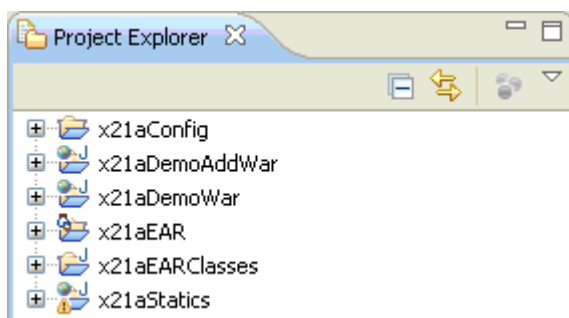 Project Explorer
x21aConfig
x21aDemoAddWar
x21aDemoWar
x21aEAR
x21aEARClasses
x21aStatics